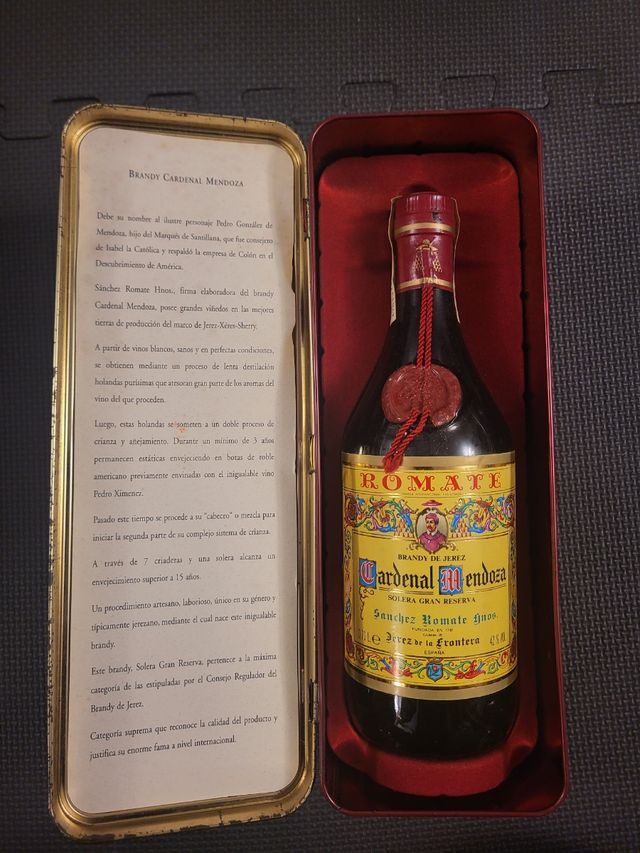 BRANDY CARDENAL MENDOZA
Debe su nombre al ilustre personaje Pedro González de
Mendoza, hijo del Marqués de Santillana, que fue consejero
de Isabel la Católica y respaldó la empresa de Colón en el
Descubrimiento de América.
Sánchez Romate Hnos., firma elaboradora del brandy
Cardenal Mendoza, posee grandes viñedos en las mejores
tierras de producción del marco de Jerez-Xéres-Sherry.
A partir de vinos blancos, sanos y en perfectas condiciones,
se obtienen mediante un proceso de lenta destilación
holandas purísimas que atesoran gran parte de los aromas del
vino del que proceden.
Luego, estas holandas se someten a un doble proceso de
crianza y añejamiento. Durante un mínimo de 3 años
permanecen estáticas envejeciendo en botas de roble
americano previamente envinadas con el inigualable vino
Pedro Ximenez.
Pasado este tiempo se procede a su "cabeceo" o mezcla para
iniciar la segunda parte de su complejo sistema de crianza.
A través de 7 criaderas y una solera alcanza un
envejecimiento superior a 15 años.
Un procedimiento artesano, laborioso, único en su género y
típicamente jerezano, mediante el cual nace este inigualable
brandy.
Este brandy, Solera Gran Reserva, pertenece a la máxima
categoría de las estipuladas por el Consejo Regulador del
Brandy de Jerez.
Categoría suprema que reconoce la calidad del producto y
justifica su enorme fama a nivel internacional.
ROMATE
BRANDY DE JEREZ
Cardenal Mendoza
SOLERA GRAN RESERVA
Sanchez Romate Hnos.
FUNDADA EN 1781
Jerez de la Frontera
ESPAÑA